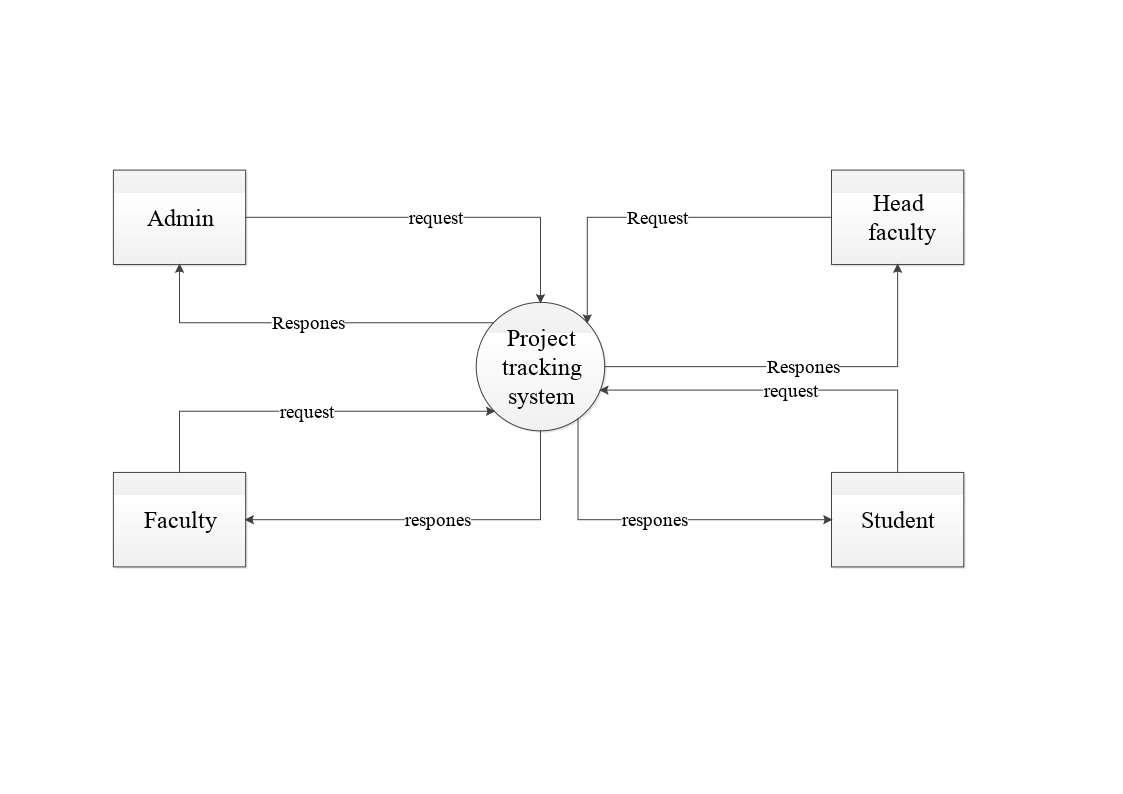 Admin
request
Request
Head
faculty
Respones
Project
tracking
system
Respones
request
request
Faculty
respones
respones
Student